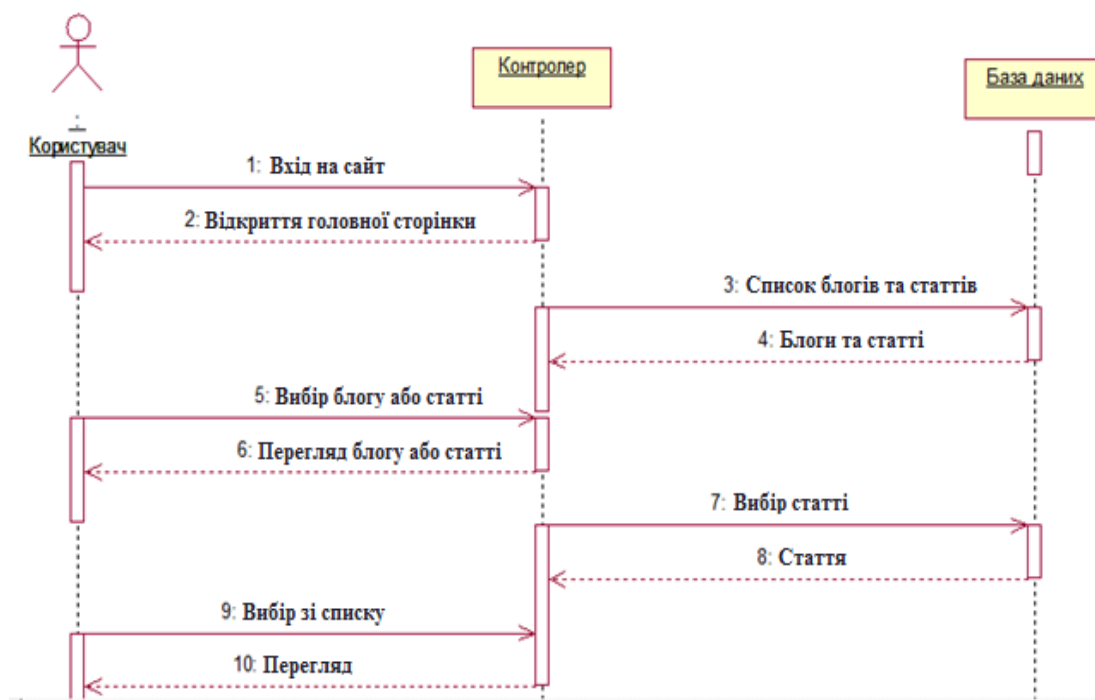 Контролер
База даних
:
Користувач
1: Вхід на сайт
2: Відкриття головної сторінки
3: Список блогів та статтів
4: Блоги та статті
5: Вибір блогу або статті
6: Перегляд блогу або статті
7: Вибір статті
8: Стаття
9: Вибір зі списку
10: Перегляд